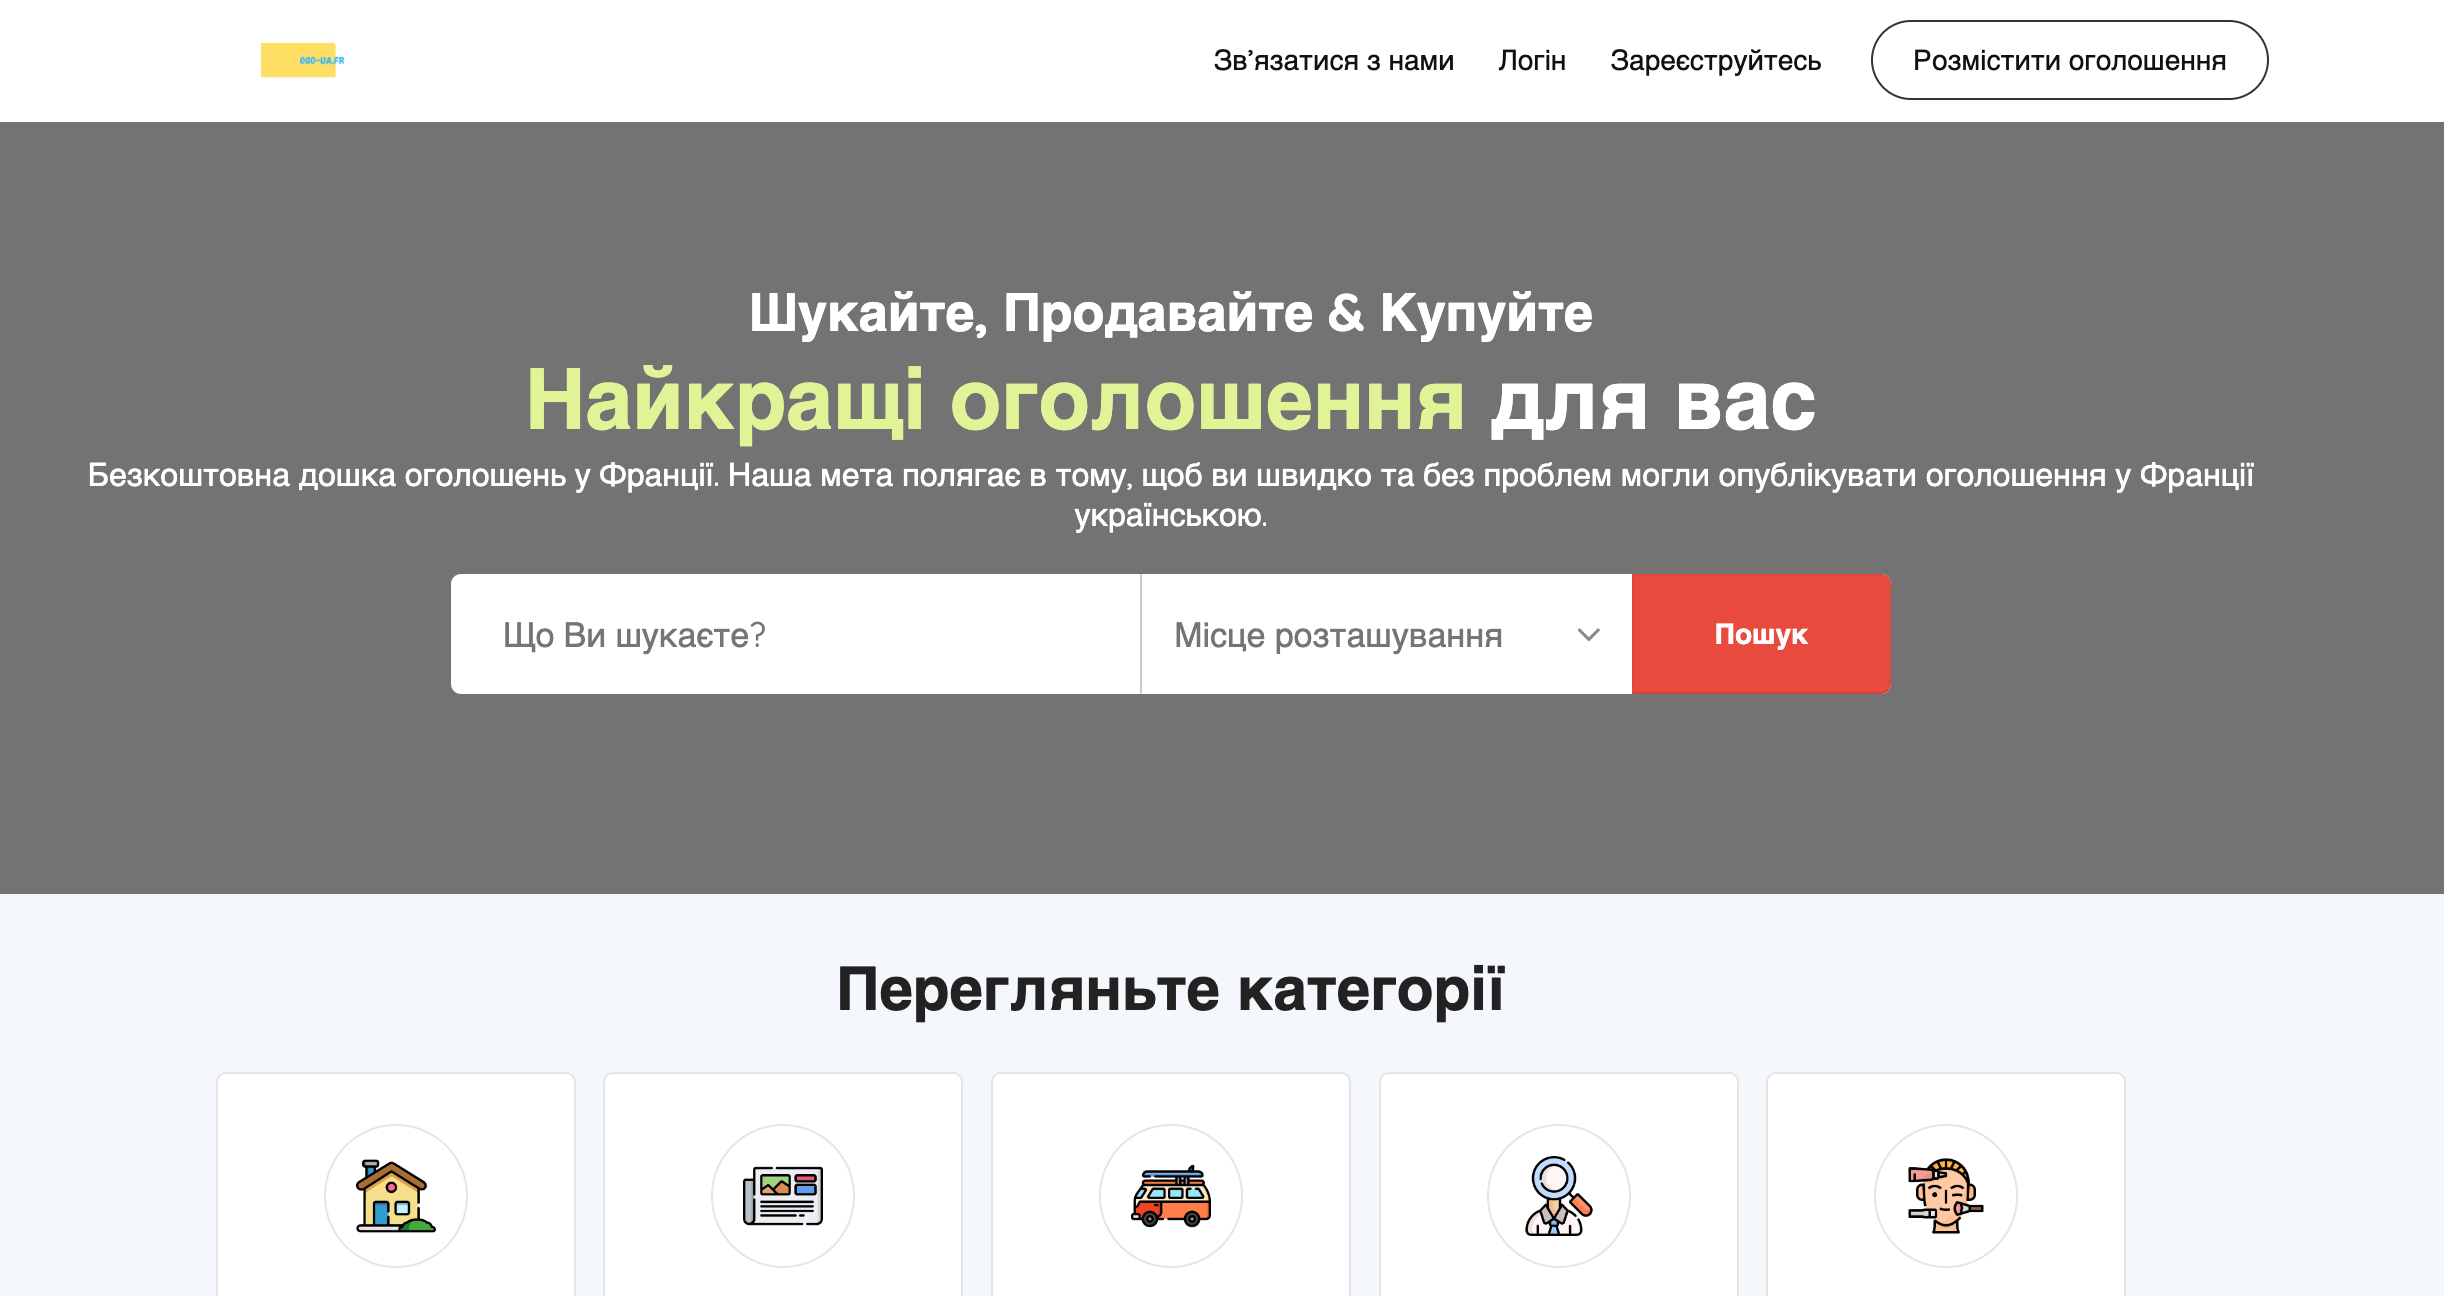 OGO-UA.FR
Зв’язатися з нами
Логін
Зареєструйтесь
Розмістити оголошення
Шукайте, Продавайте & Купуйте
Найкращі оголошення для вас
Безкоштовна дошка оголошень у Франції. Наша мета полягає в тому, щоб ви швидко та без проблем могли опублікувати оголошення у Франції
українською.
Що Ви шукаєте?
Місце розташування
Пошук
Перегляньте категорії